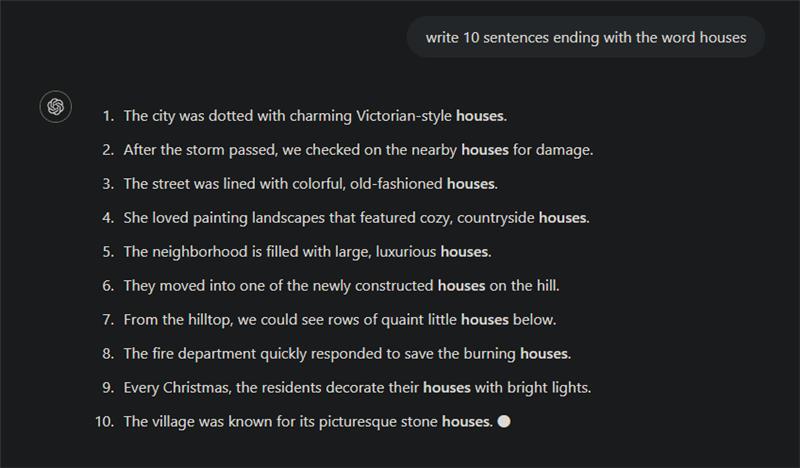 write 10 sentences ending with the word houses
1. The city was dotted with charming Victorian-style houses.
2. After the storm passed, we checked on the nearby houses for damage.
3. The street was lined with colorful, old-fashioned houses.
4. She loved painting landscapes that featured cozy, countryside houses.
5. The neighborhood is filled with large, luxurious houses.
6. They moved into one of the newly constructed houses on the hill.
7. From the hilltop, we could see rows of quaint little houses below.
8. The fire department quickly responded to save the burning houses.
9. Every Christmas, the residents decorate their houses with bright lights.
10. The village was known for its picturesque stone houses.